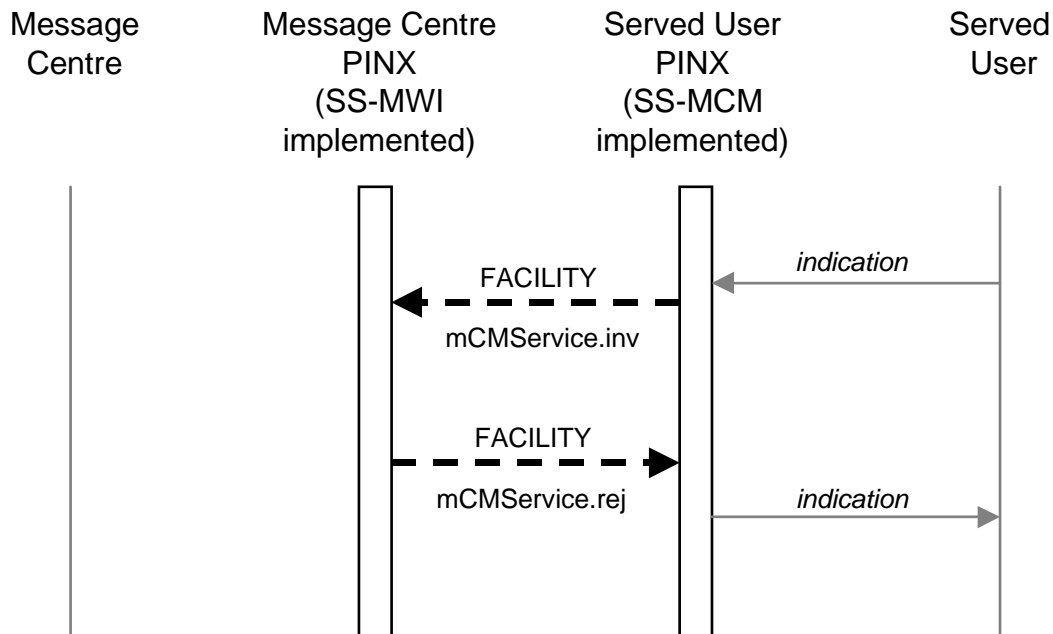 Message
Centre
Message Centre
PINX
(SS-MWI
implemented)
Served User
PINX
(SS-MCM
implemented)
Served
User
indication
FACILITY
mCMService.inv
FACILITY
mCMService.rej
indication